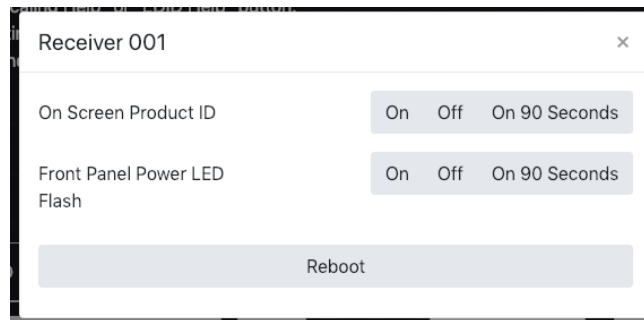 Receiver 001 ×
On Screen Product ID On Off On 90 Seconds
Front Panel Power LED On Off On 90 Seconds
Flash
Reboot